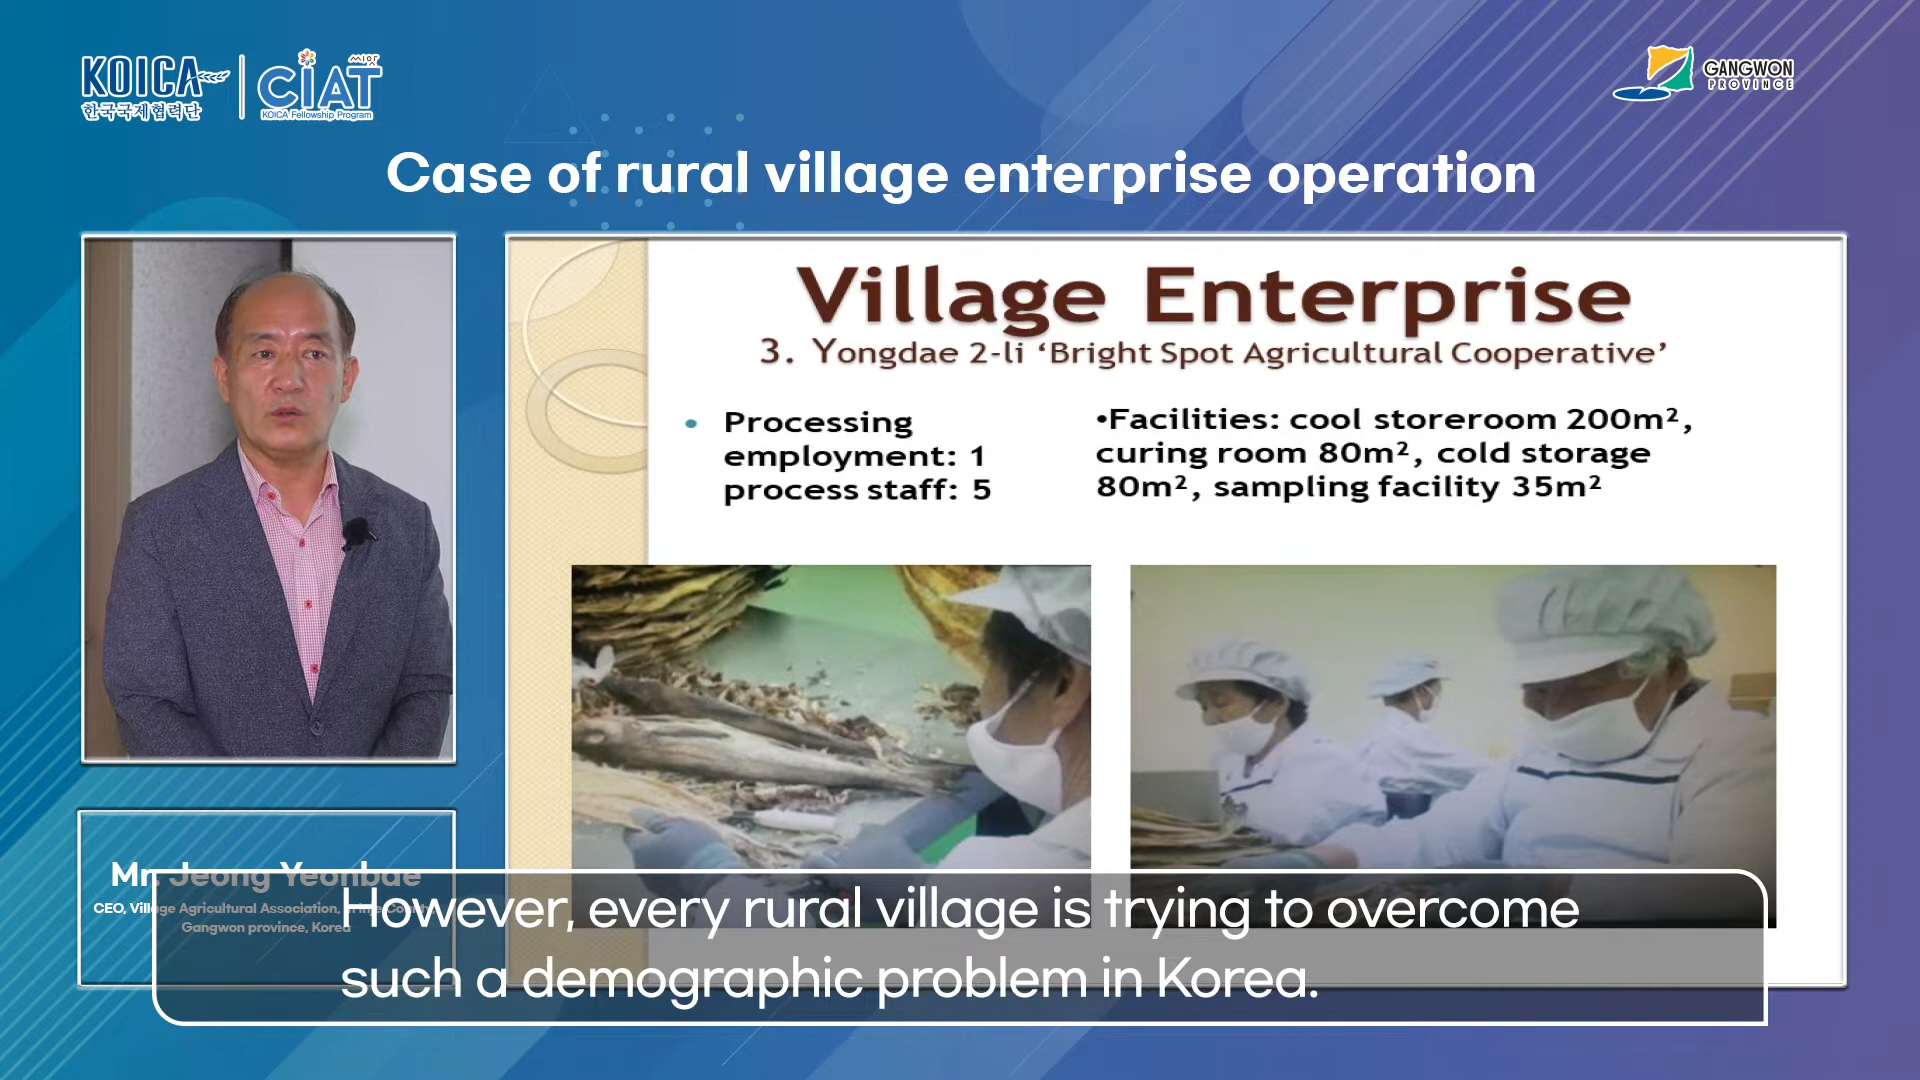 KOICA
한국국제협력단
씨앗
CIAT
KOICA Fellowship Program
GANGWON
PROVINCE
Case of rural village enterprise operation
Village Enterprise
3. Yongdae 2-li ‘Bright Spot Agricultural Cooperative’
• Processing
employment: 1
process staff: 5
•Facilities: cool storeroom 200m²,
curing room 80m², cold storage
80m², sampling facility 35m²
Mr. Jeong Yeonbae
CEO, Village Agricultural Association,
Gangwon province, Korea
However, every rural village is trying to overcome
such a demographic problem in Korea.